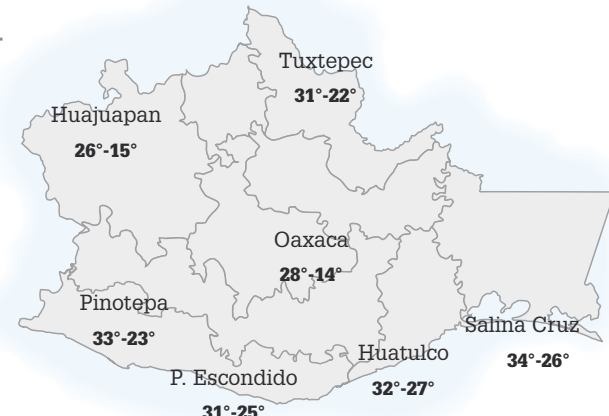 Tuxtepec
31°-22°
Huajuapan
26°-15°
Oaxaca
28°-14°
Pinotepa
33°-23°
Salina Cruz
34°-26°
Huatulco
32°-27°
P. Escondido
31°-25°